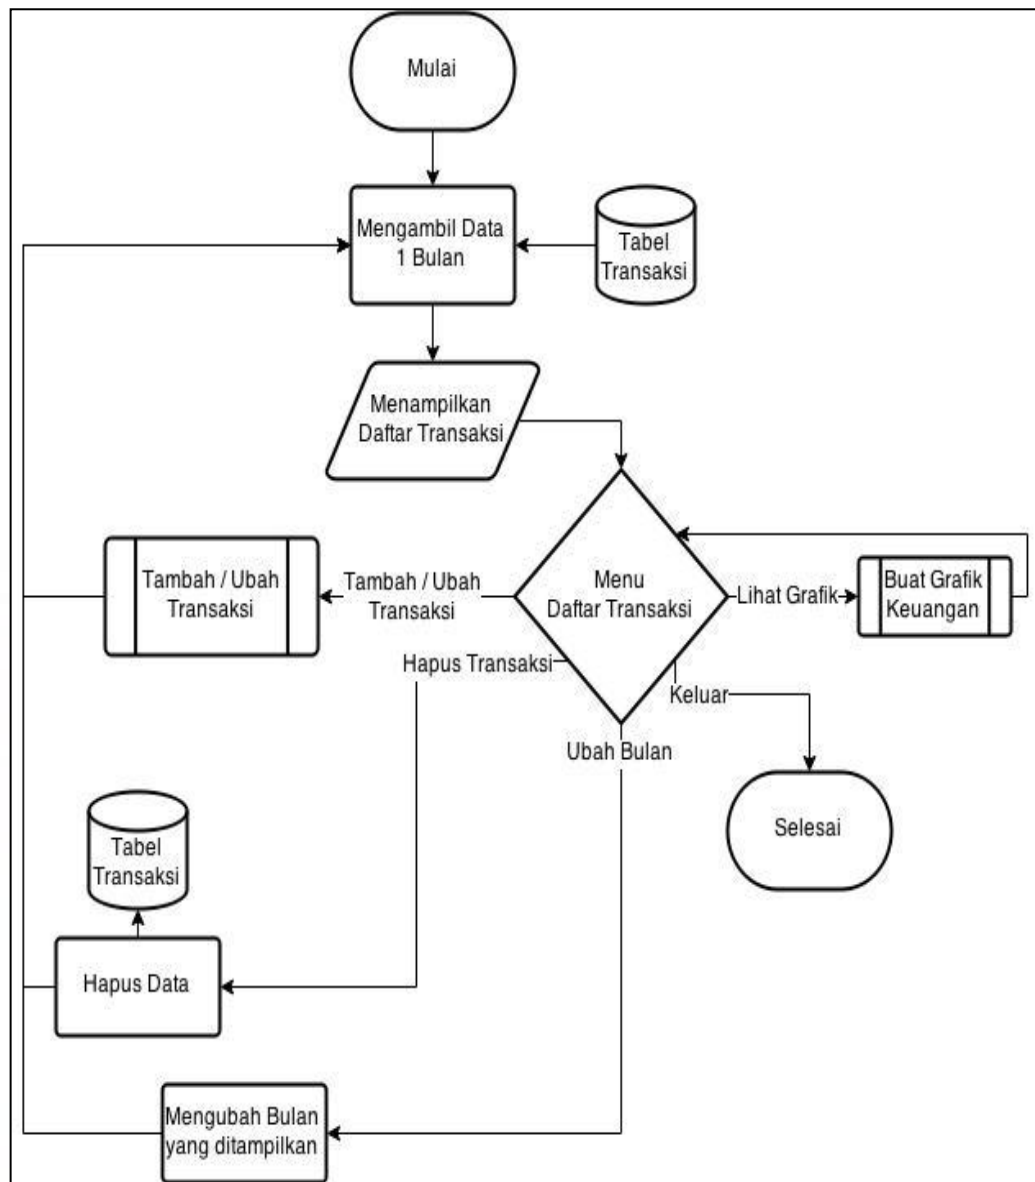 Mulai
Mengambil Data
1 Bulan
Tabel
Transaksi
Menampilkan
Daftar Transaksi
Tambah / Ubah
Transaksi
Tambah / Ubah
Transaksi
Menu
Daftar Transaksi
Lihat Grafik
Buat Grafik
Keuangan
Hapus Transaksi
Keluar
Ubah Bulan
Selesai
Tabel
Transaksi
Hapus Data
Mengubah Bulan
yang ditampilkan